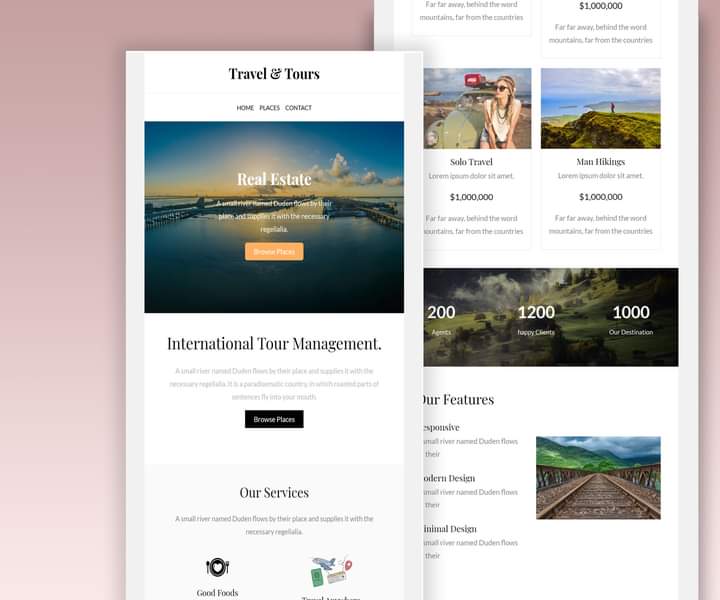 Travel & Tours
HOME PLACES CONTACT
Real Estate
A small river named Duden flows by their
place and supplies it with the necessary
regelialia.
Browse Places
International Tour Management.
A small river named Duden flows by their place and supplies it with the
necessary regelialia. It is a paradisematic country, in which roasted parts of
sentences fly into your mouth.
Browse Places
Our Services
A small river named Duden flows by their place and supplies it with the
necessary regelialia.
Good Foods
Travel Anywhere
Far far away, behind the word
mountains, far from the countries
$1,000,000
Far far away, behind the word
mountains, far from the countries
Solo Travel
Lorem ipsum dolor sit amet,
$1,000,000
Far far away, behind the word
mountains, far from the countries
Man Hikings
Lorem ipsum dolor sit amet,
$1,000,000
Far far away, behind the word
mountains, far from the countries
200
Agents
1200
happy Clients
1000
Our Destination
Our Features
esponsive
small river named Duden flows
their
odern Design
small river named Duden flows
their
inimal Design
small river named Duden flows
their